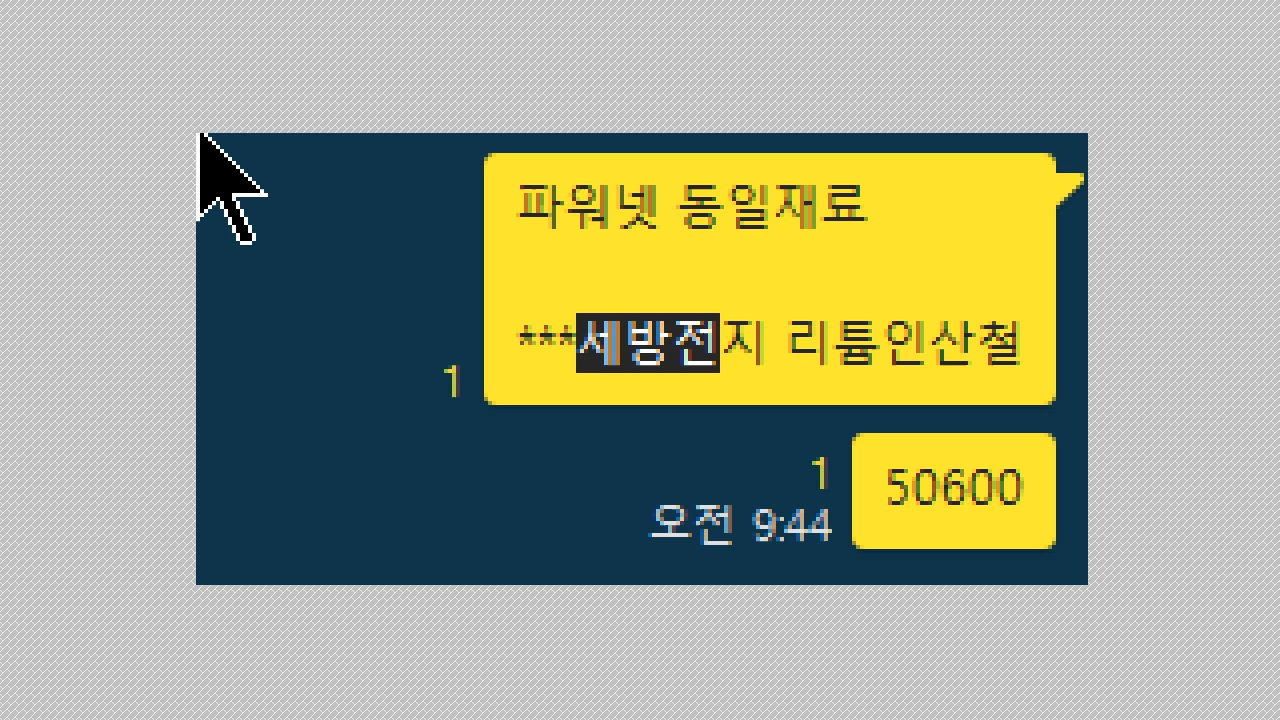 파워넷 동일재료
***세방전지 리튬인산철
1
50600
1
오전 9:44